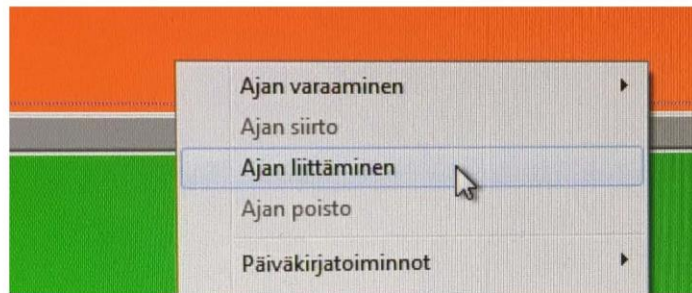 Ajan varaaminen
Ajan siirto
Ajan liittäminen
Ajan poisto
Päiväkirjatoiminnot